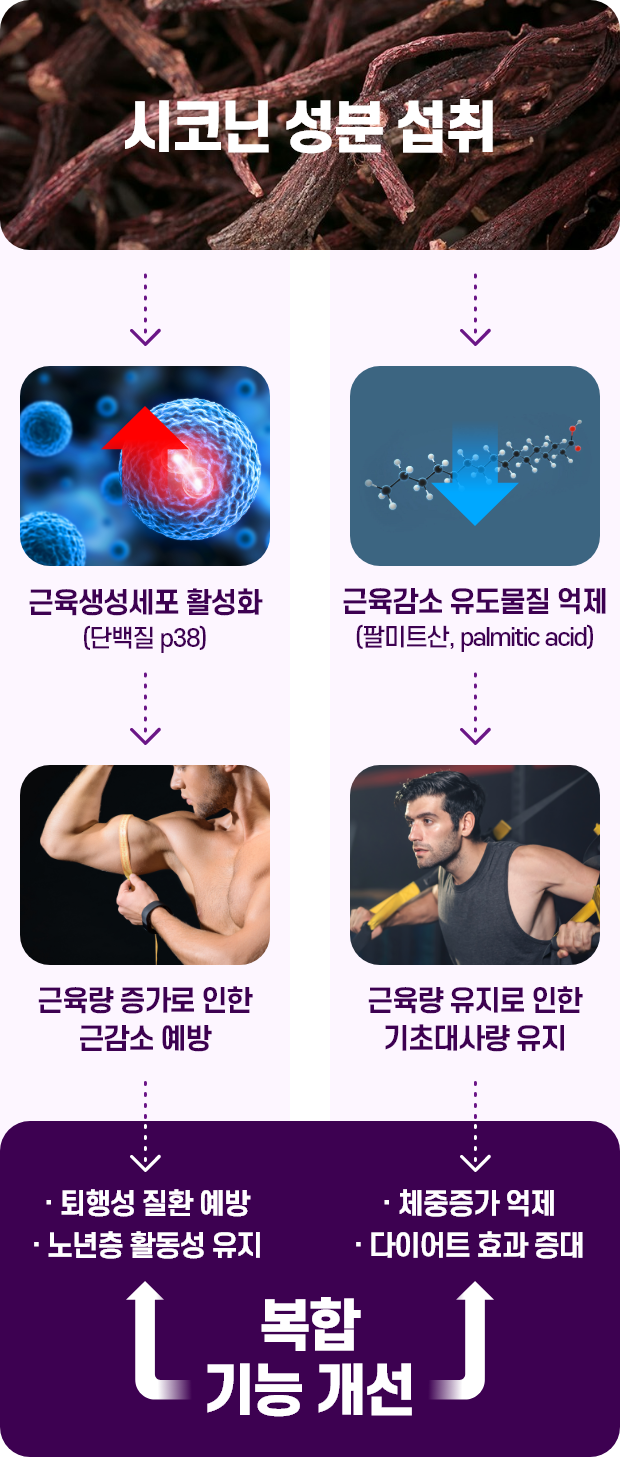 시코닌 성분 섭취
근육생성세포 활성화
(단백질 p38)
근육량 증가로 인한
근감소 예방
근육감소 유도물질 억제
(팔미트산, palmitic acid)
근육량 유지로 인한
기초대사량 유지
· 퇴행성 질환 예방
· 노년층 활동성 유지
· 체중증가 억제
· 다이어트 효과 증대
복합
기능 개선